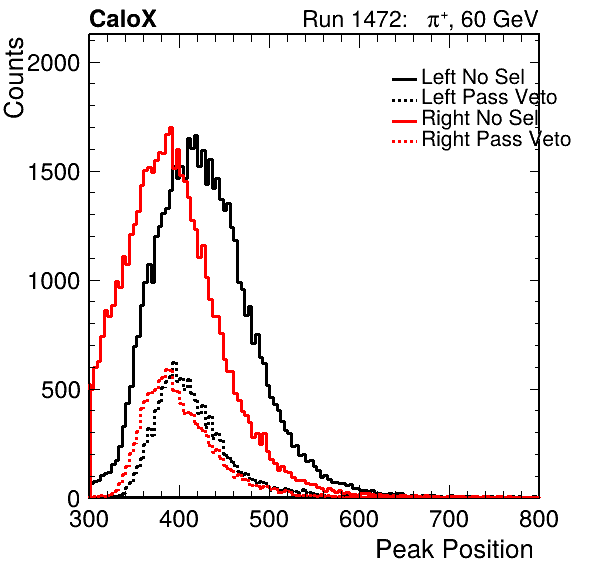 CaloX Run 1472: π⁺, 60 GeV
Counts
2000
1500
1000
500
0
Left No Sel
Left Pass Veto
Right No Sel
Right Pass Veto
300 400 500 600 700 800
Peak Position